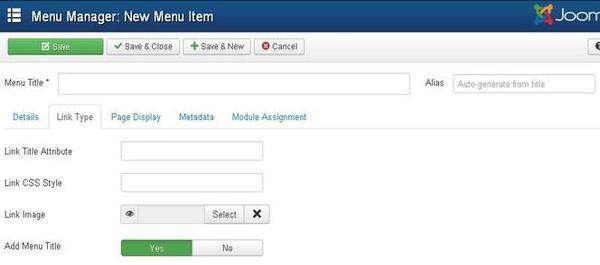 Menu Manager: New Menu Item
Save Save & Close Save & New Cancel
Menu Title * Alias Auto-generate from title
Details Link Type Page Display Metadata Module Assignment
Link Title Attribute
Link CSS Style
Link Image Select
Add Menu Title Yes No